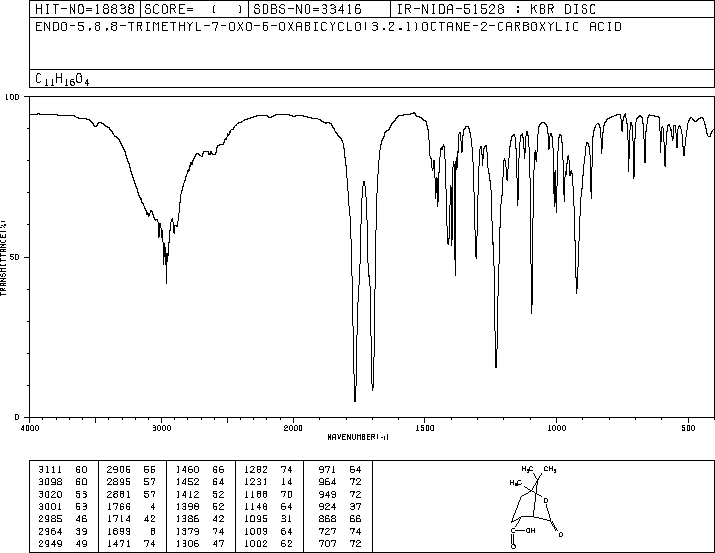 HIT-NO=18838 SCORE= ( ) SDBS-NO=33416 IR-NIDA-51528 : KBR DISC
ENDO-5,8,8-TRIMETHYL-7-OXO-6-OXABICYCLO(3.2.1)OCTANE-2-CARBOXYLIC ACID
C11H16O4
100
50
0
TRANSMITTANCE(%)
4000 3000 2000 1500 1000 500
WAVENUMBER(-1)
3111 60 2906 66 1460 66 1282 74 971 64
3098 60 2895 57 1452 64 1231 14 964 72
3020 53 2881 57 1412 52 1188 70 949 72
3001 53 1766 4 1398 52 1148 64 924 37
2985 46 1714 42 1386 42 1095 31 868 66
2964 39 1699 8 1379 74 1009 64 727 74
2949 49 1471 74 1306 47 1002 62 707 72
H3C CH3
H3C
O
C OH O
O